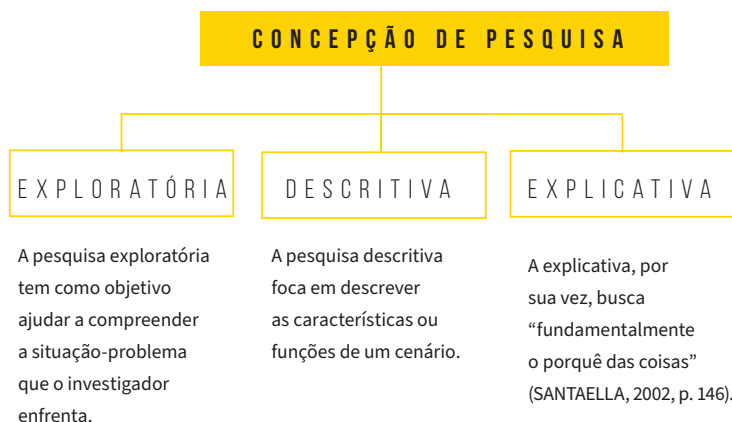 CONCEPÇÃO DE PESQUISA
EXPLORATÓRIA
A pesquisa exploratória
tem como objetivo
ajudar a compreender
a situação-problema
que o investigador
enfrenta.
DESCRITIVA
A pesquisa descritiva
foca em descrever
as características ou
funções de um cenário.
EXPLICATIVA
A explicativa, por
sua vez, busca
“fundamentalmente
o porquê das coisas”
(SANTAELLA, 2002, p. 146).